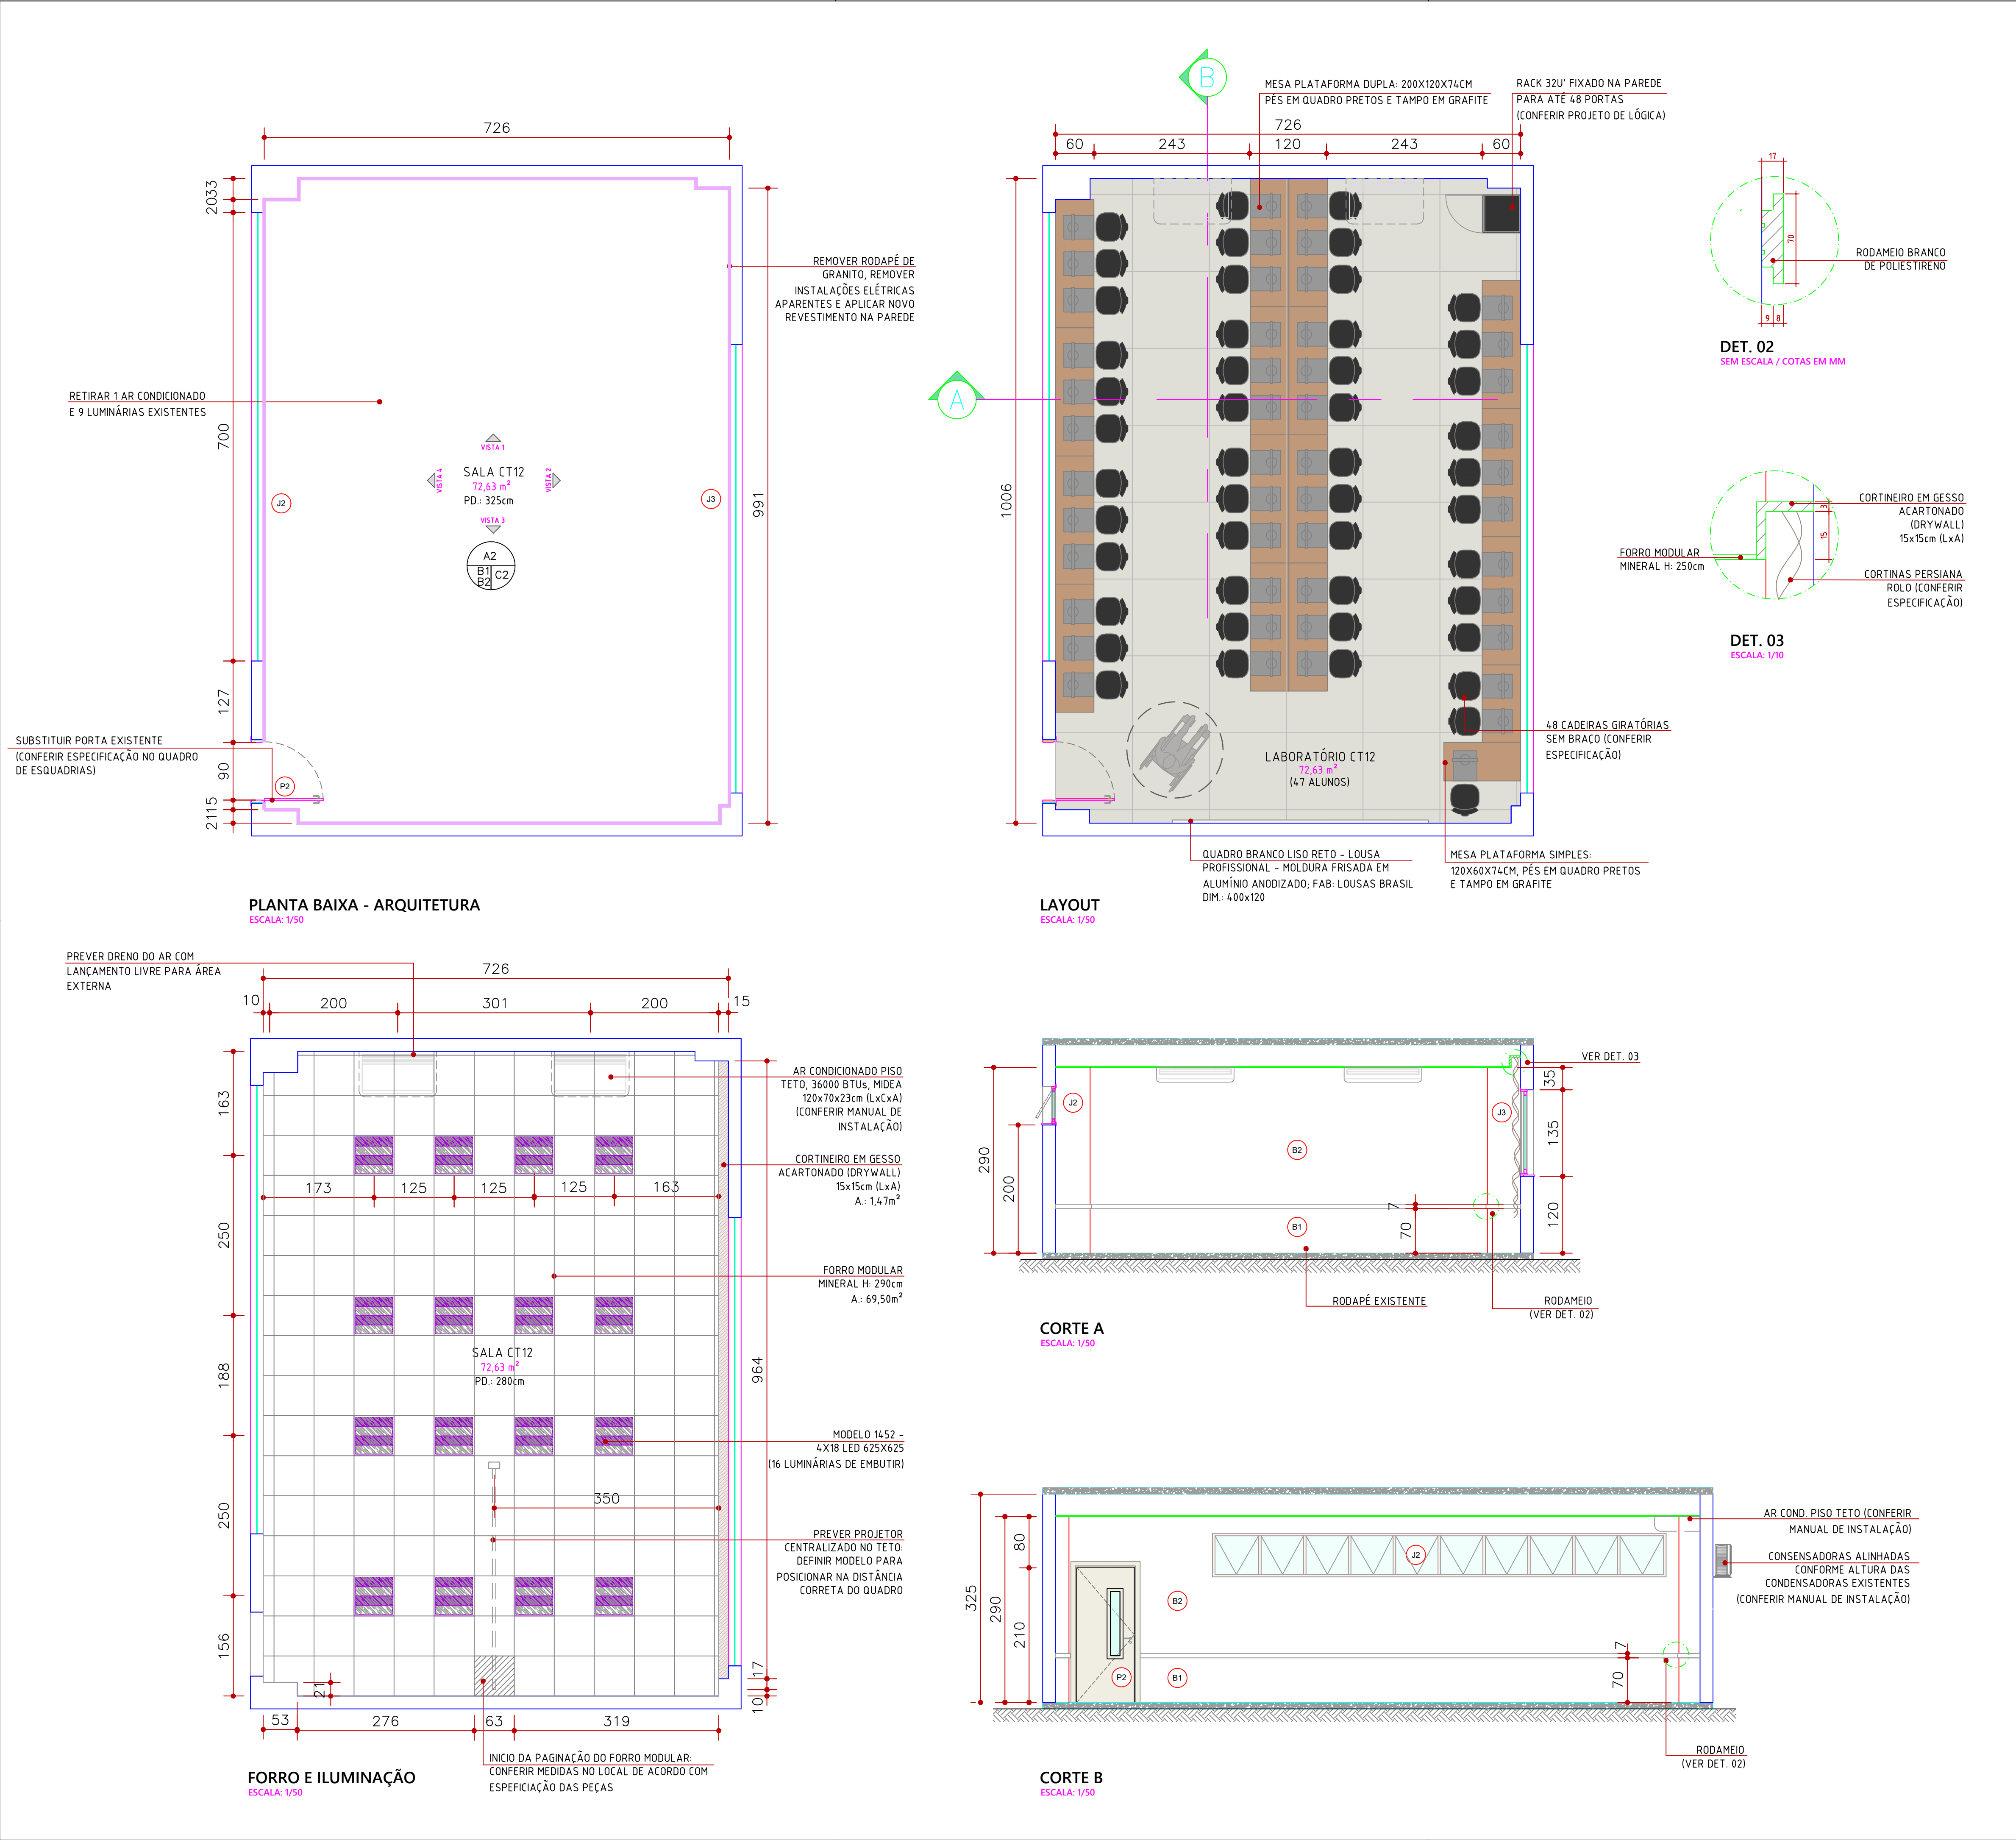 726
2033
700
127
90
2115
991
REMOVER RODAPÉ DE
GRANITO, REMOVER
INSTALAÇÕES ELÉTRICAS
APARENTES E APLICAR NOVO
REVESTIMENTO NA PAREDE
RETIRAR 1 AR CONDICIONADO
E 9 LUMINÁRIAS EXISTENTES
SUBSTITUIR PORTA EXISTENTE
(CONFERIR ESPECIFICAÇÃO NO QUADRO
DE ESQUADRIAS)
VISTA 1
VISTA 4
VISTA 2
SALA CT12
72,63 m²
PD.: 325cm
VISTA 3
A2
B1
B2
C2
J2
J3
P2
PLANTA BAIXA - ARQUITETURA
ESCALA: 1/50
B
A
MESA PLATAFORMA DUPLA: 200X120X74CM
PÉS EM QUADRO PRETOS E TAMPO EM GRAFITE
RACK 32U' FIXADO NA PAREDE
PARA ATÉ 48 PORTAS
(CONFERIR PROJETO DE LÓGICA)
726
60
243
120
243
60
1006
48 CADEIRAS GIRATÓRIAS
SEM BRAÇO (CONFERIR
ESPECIFICAÇÃO)
LABORATÓRIO CT12
72,63 m²
(47 ALUNOS)
QUADRO BRANCO LISO RETO - LOUSA
PROFISSIONAL - MOLDURA FRISADA EM
ALUMÍNIO ANODIZADO; FAB: LOUSAS BRASIL
DIM.: 400x120
MESA PLATAFORMA SIMPLES:
120X60X74CM, PÉS EM QUADRO PRETOS
E TAMPO EM GRAFITE
LAYOUT
ESCALA: 1/50
17
70
9
8
RODAMEIO BRANCO
DE POLIESTIRENO
DET. 02
SEM ESCALA / COTAS EM MM
CORTINEIRO EM GESSO
ACARTONADO
(DRYWALL)
15x15cm (LxA)
3
15
FORRO MODULAR
MINERAL H: 250cm
CORTINAS PERSIANA
ROLO (CONFERIR
ESPECIFICAÇÃO)
DET. 03
ESCALA: 1/10
PREVER DRENO DO AR COM
LANÇAMENTO LIVRE PARA ÁREA
EXTERNA
726
10
200
301
200
15
163
250
188
250
156
173
125
125
125
163
964
350
21
17
10
53
276
63
319
AR CONDICIONADO PISO
TETO, 36000 BTUs, MIDEA
120x70x23cm (LxCxA)
(CONFERIR MANUAL DE
INSTALAÇÃO)
CORTINEIRO EM GESSO
ACARTONADO (DRYWALL)
15x15cm (LxA)
A.: 1,47m²
FORRO MODULAR
MINERAL H: 290cm
A.: 69,50m²
SALA CT12
72,63 m²
PD.: 280cm
MODELO 1452 -
4X18 LED 625X625
(16 LUMINÁRIAS DE EMBUTIR)
PREVER PROJETOR
CENTRALIZADO NO TETO:
DEFINIR MODELO PARA
POSICIONAR NA DISTÂNCIA
CORRETA DO QUADRO
INICIO DA PAGINAÇÃO DO FORRO MODULAR:
CONFERIR MEDIDAS NO LOCAL DE ACORDO COM
ESPEFICIAÇÃO DAS PEÇAS
FORRO E ILUMINAÇÃO
ESCALA: 1/50
VER DET. 03
J2
J3
B2
B1
290
200
7
70
35
135
120
RODAPÉ EXISTENTE
RODAMEIO
(VER DET. 02)
CORTE A
ESCALA: 1/50
325
290
80
210
J2
B2
P2
B1
7
70
AR COND. PISO TETO (CONFERIR
MANUAL DE INSTALAÇÃO)
CONSENSADORAS ALINHADAS
CONFORME ALTURA DAS
CONDENSADORAS EXISTENTES
(CONFERIR MANUAL DE INSTALAÇÃO)
RODAMEIO
(VER DET. 02)
CORTE B
ESCALA: 1/50